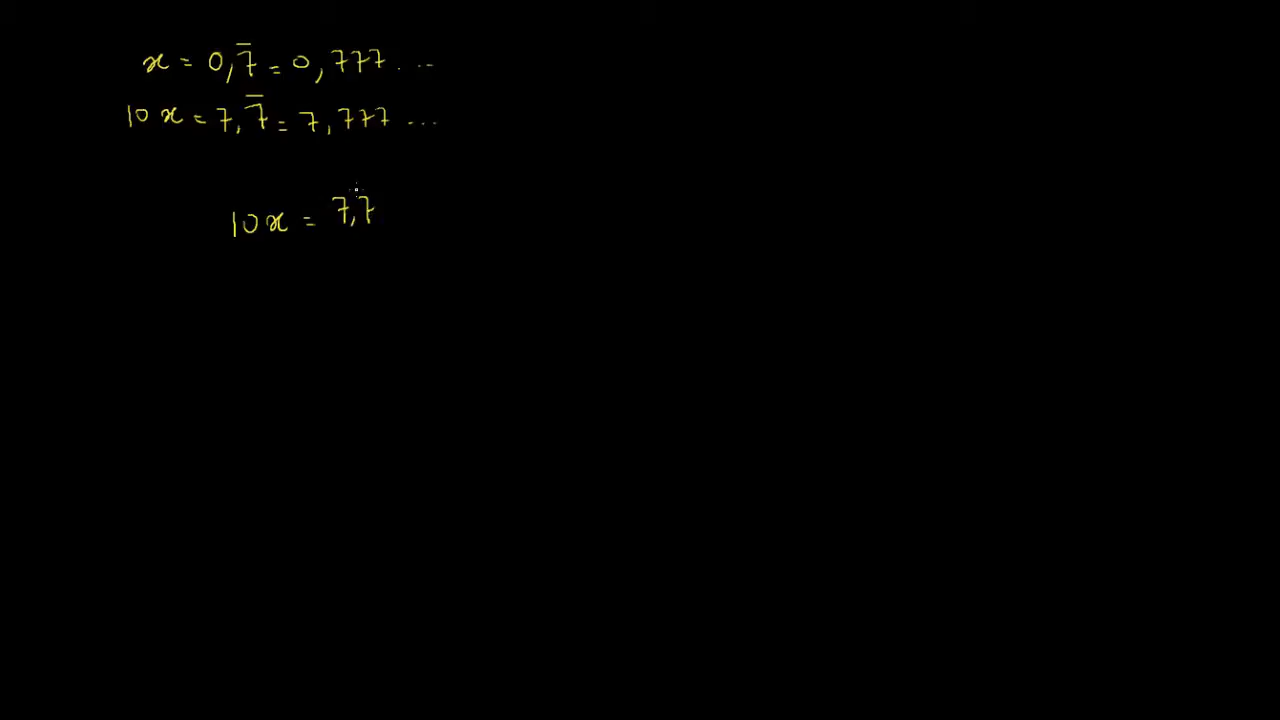 x = 0,7̅ = 0,777...
10x = 7,7̅ = 7,777...
10x = 7,7